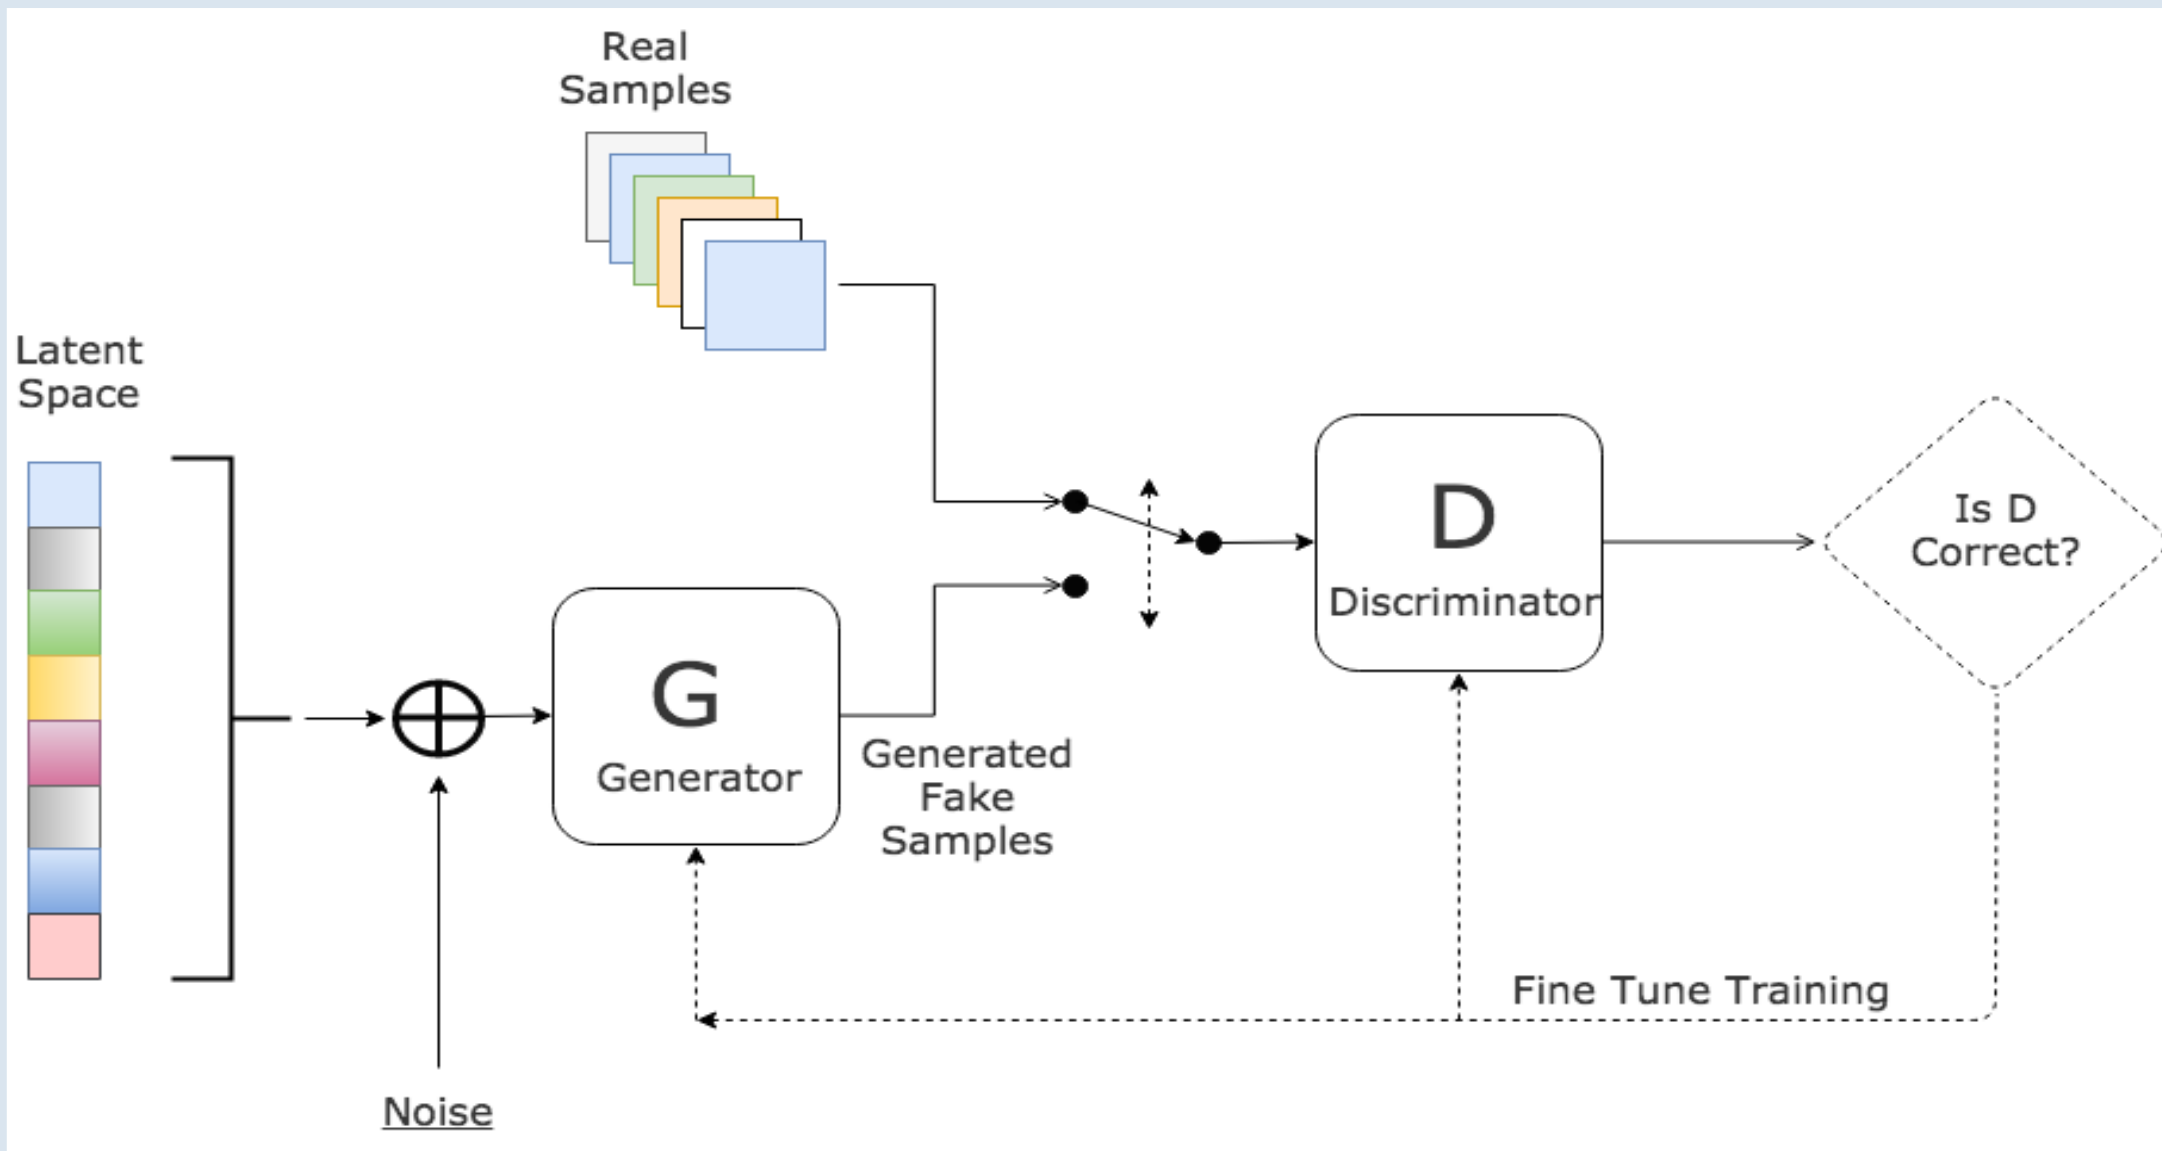 Real
Samples
Latent
Space
D
Discriminator
Is D
Correct?
G
Generator
Generated
Fake
Samples
Fine Tune Training
Noise